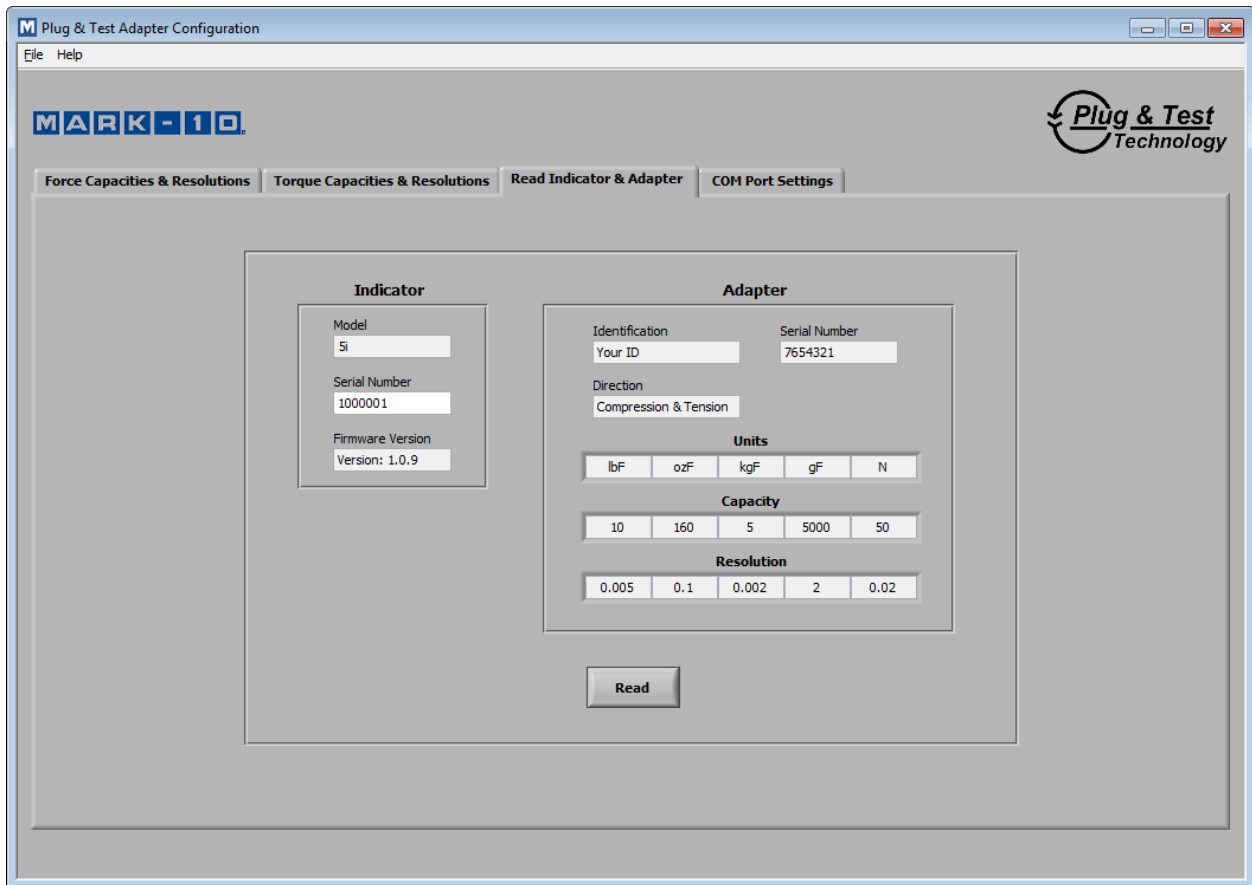 M Plug & Test Adapter Configuration
File Help
MARK-10
Plug & Test
Technology
Force Capacities & Resolutions Torque Capacities & Resolutions Read Indicator & Adapter COM Port Settings
Indicator
Model
5i
Serial Number
1000001
Firmware Version
Version: 1.0.9
Adapter
Identification Serial Number
Your ID 7654321
Direction
Compression & Tension
Units
lbF ozF kgF gF N
Capacity
10 160 5 5000 50
Resolution
0.005 0.1 0.002 2 0.02
Read